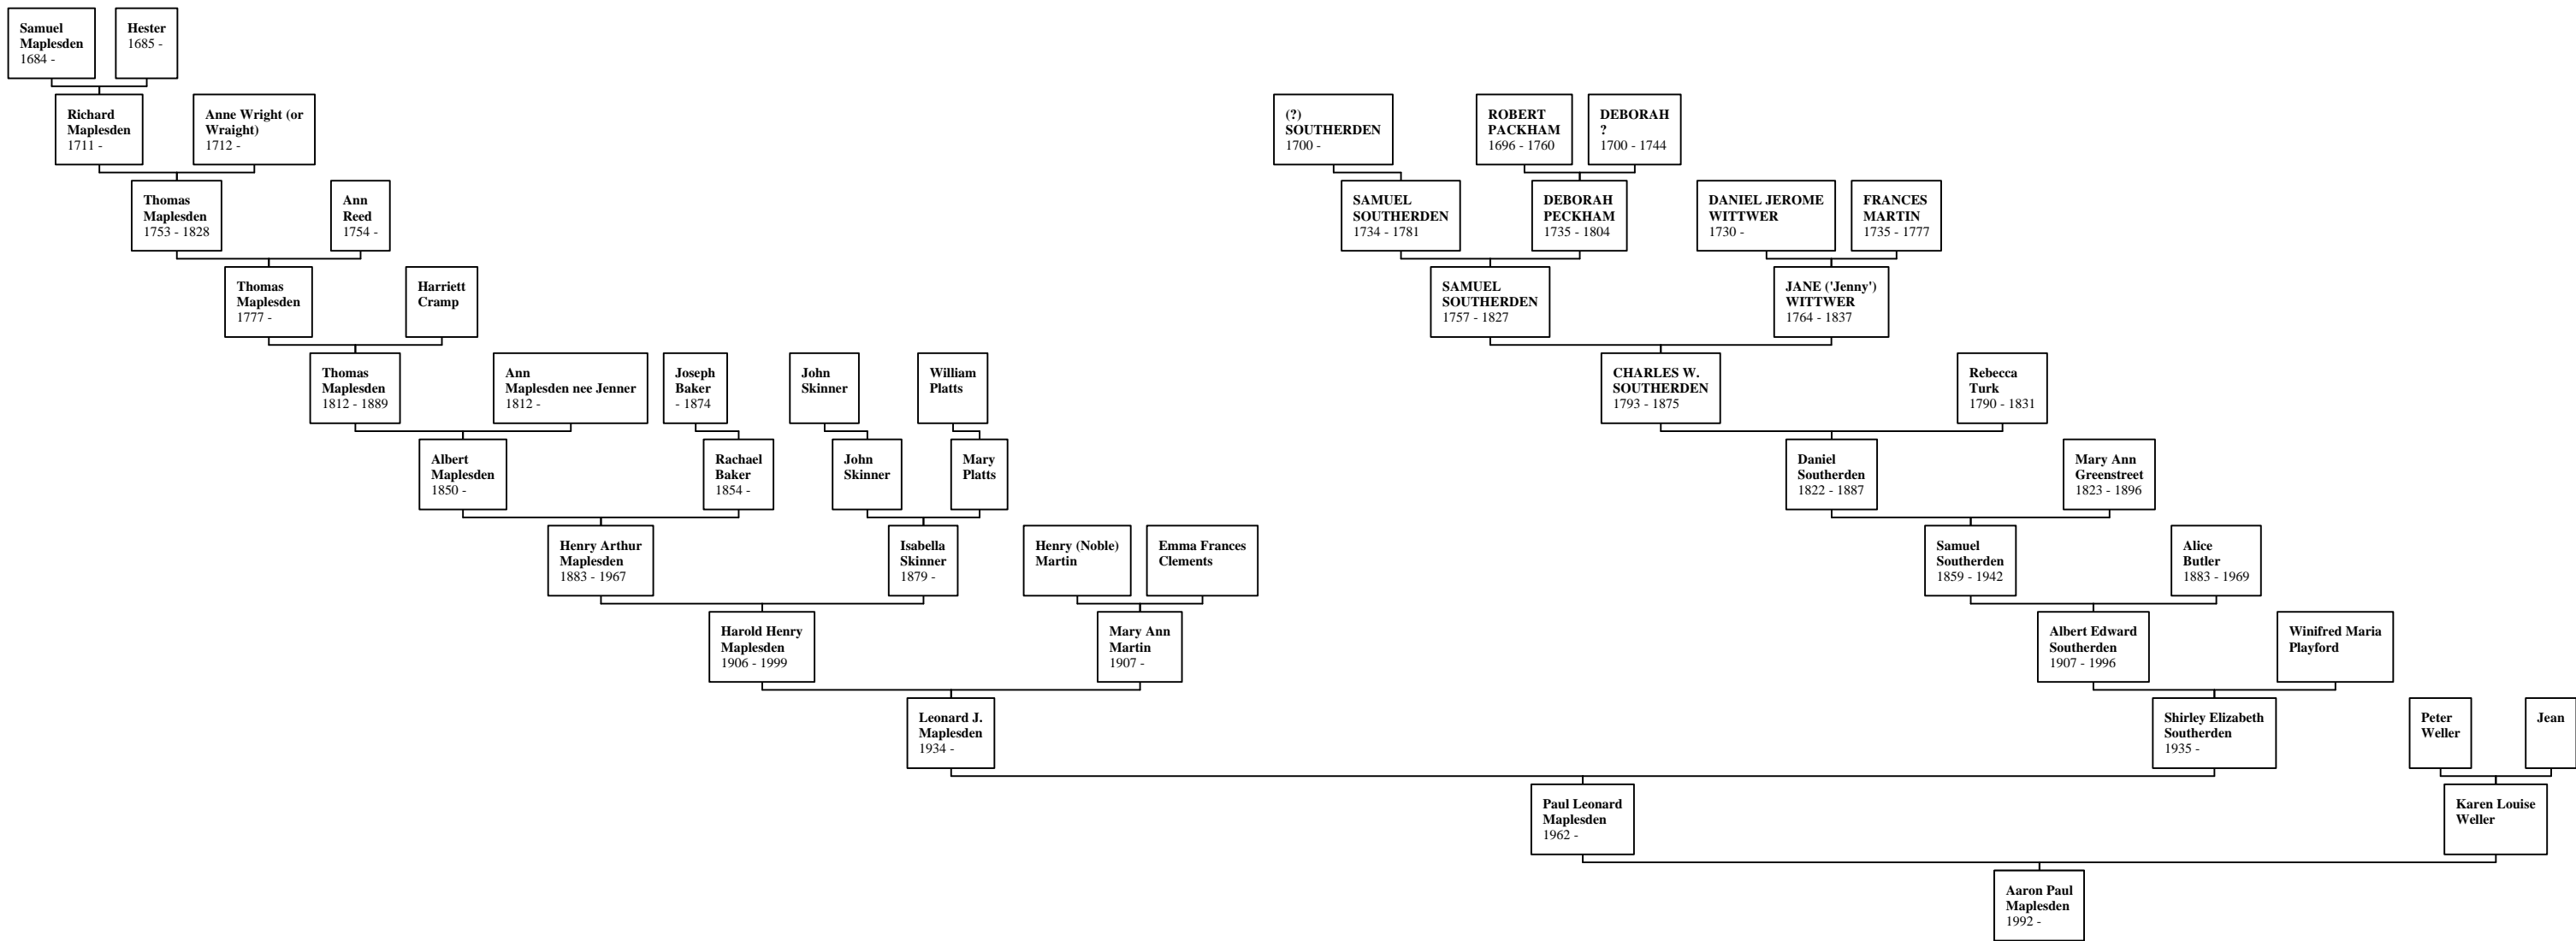 Samuel
Maplesden
1684 -
Hester
1685 -
Richard
Maplesden
1711 -
Anne Wright (or
Wraight)
1712 -
(?)
SOUTHERDEN
1700 -
ROBERT
PACKHAM
1696 - 1760
DEBORAH
?
1700 - 1744
Thomas
Maplesden
1753 - 1828
Ann
Reed
1754 -
SAMUEL
SOUTHERDEN
1734 - 1781
DEBORAH
PECKHAM
1735 - 1804
DANIEL JEROME
WITTWER
1730 -
FRANCES
MARTIN
1735 - 1777
Thomas
Maplesden
1777 -
Harriett
Cramp
SAMUEL
SOUTHERDEN
1757 - 1827
JANE ('Jenny')
WITTWER
1764 - 1837
Thomas
Maplesden
1812 - 1889
Ann
Maplesden nee Jenner
1812 -
Joseph
Baker
- 1874
John
Skinner
William
Platts
CHARLES W.
SOUTHERDEN
1793 - 1875
Rebecca
Turk
1790 - 1831
Albert
Maplesden
1850 -
Rachael
Baker
1854 -
John
Skinner
Mary
Platts
Daniel
Southerden
1822 - 1887
Mary Ann
Greenstreet
1823 - 1896
Henry Arthur
Maplesden
1883 - 1967
Isabella
Skinner
1879 -
Henry (Noble)
Martin
Emma Frances
Clements
Samuel
Southerden
1859 - 1942
Alice
Butler
1883 - 1969
Harold Henry
Maplesden
1906 - 1999
Mary Ann
Martin
1907 -
Albert Edward
Southerden
1907 - 1996
Winifred Maria
Playford
Leonard J.
Maplesden
1934 -
Shirley Elizabeth
Southerden
1935 -
Peter
Weller
Jean
Paul Leonard
Maplesden
1962 -
Karen Louise
Weller
Aaron Paul
Maplesden
1992 -